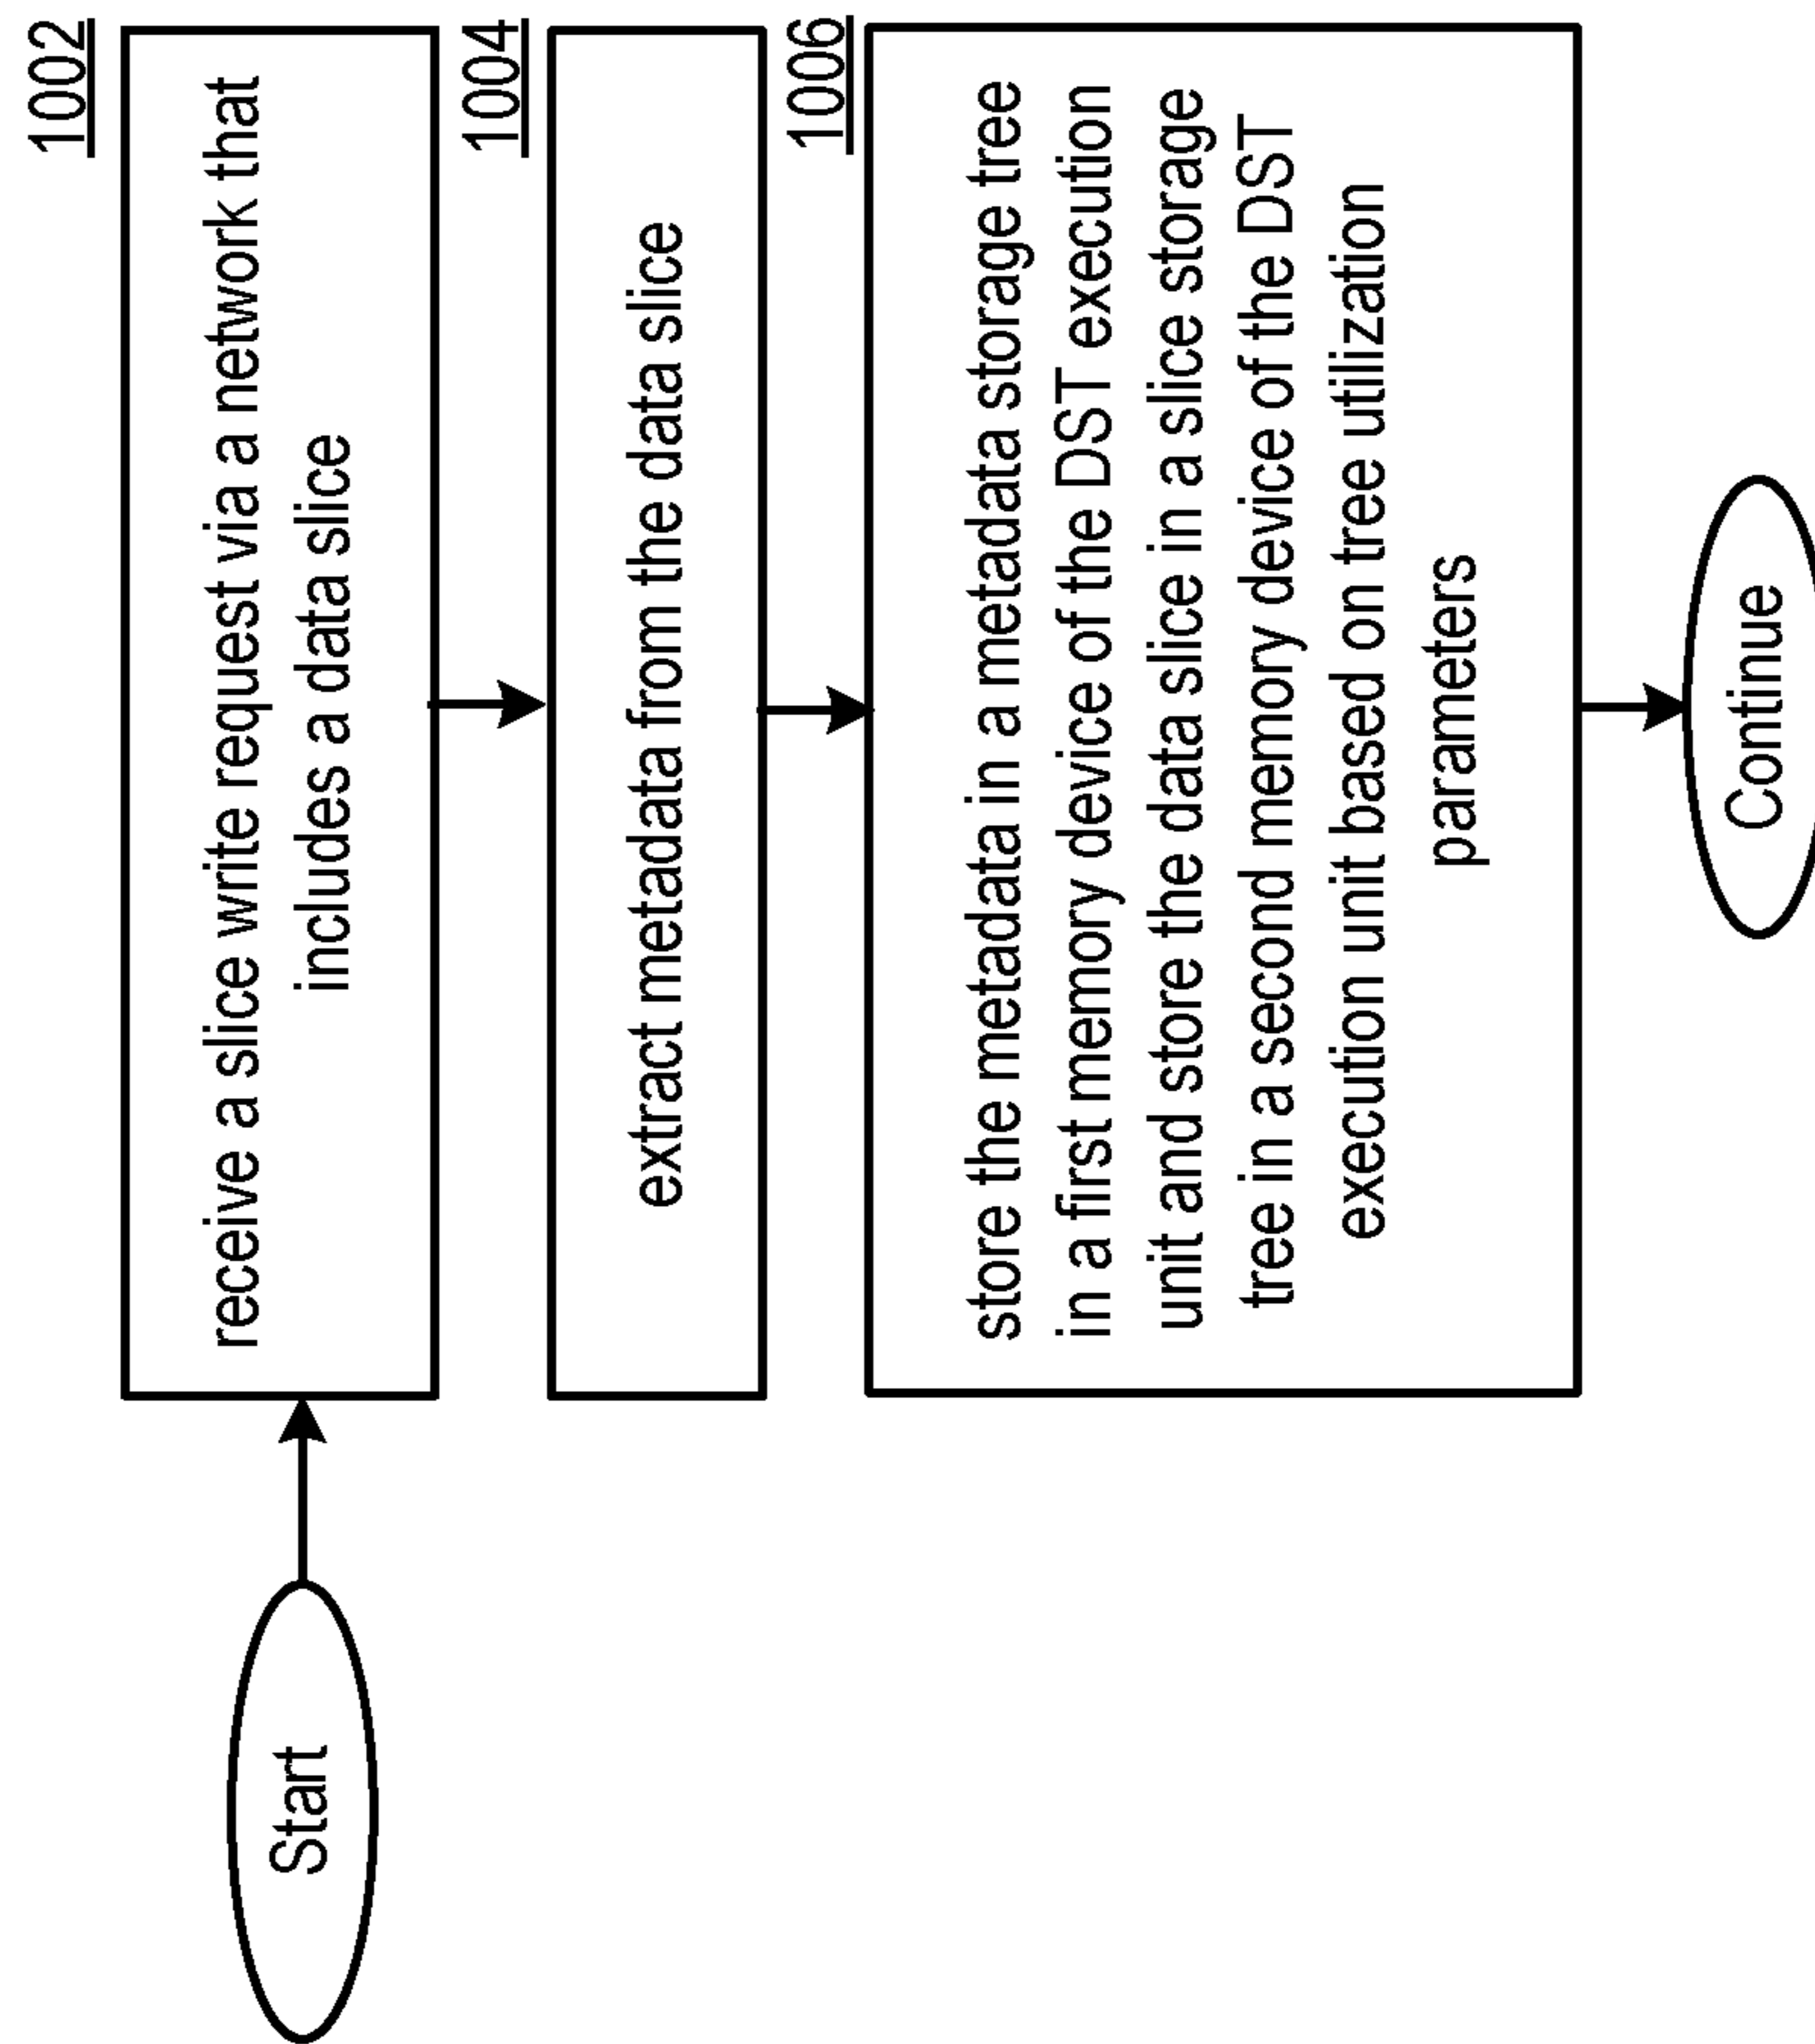 Start
1002
receive a slice write request via a network that
includes a data slice
1004
extract metadata from the data slice
1006
store the metadata in a metadata storage tree
in a first memory device of the DST execution
unit and store the data slice in a slice storage
tree in a second memory device of the DST
execution unit based on tree utilization
parameters
Continue